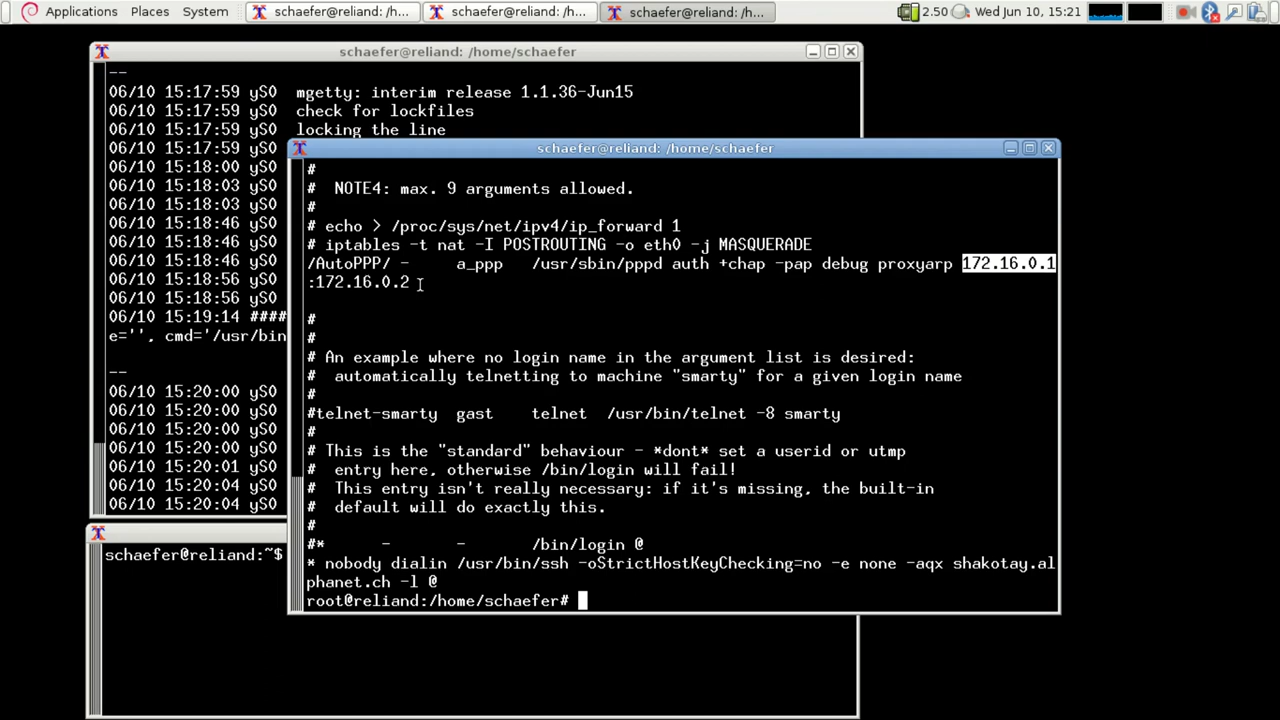 Applications Places System schaefer@reliand: /h... schaefer@reliand: /h... schaefer@reliand: /h... 2.50 Wed Jun 10, 15:21
schaefer@reliand: /home/schaefer
--
06/10 15:17:59 yS0 mgetty: interim release 1.1.36-Jun15
06/10 15:17:59 yS0 check for lockfiles
06/10 15:17:59 yS0 locking the line
06/10 15:17:59 yS0
06/10 15:18:00 yS0
06/10 15:18:03 yS0
06/10 15:18:03 yS0
06/10 15:18:46 yS0
06/10 15:18:46 yS0
06/10 15:18:56 yS0
06/10 15:18:56 yS0
06/10 15:19:14 ####
e='', cmd='/usr/bin
--
06/10 15:20:00 yS0
06/10 15:20:00 yS0
06/10 15:20:00 yS0
06/10 15:20:00 yS0
06/10 15:20:01 yS0
06/10 15:20:04 yS0
06/10 15:20:04 yS0
schaefer@reliand: /home/schaefer
#
# NOTE4: max. 9 arguments allowed.
#
# echo > /proc/sys/net/ipv4/ip_forward 1
# iptables -t nat -I POSTROUTING -o eth0 -j MASQUERADE
/AutoPPP/ - a_ppp /usr/sbin/pppd auth +chap -pap debug proxyarp 172.16.0.1
:172.16.0.2
#
#
# An example where no login name in the argument list is desired:
# automatically telnetting to machine "smarty" for a given login name
#
#telnet-smarty gast telnet /usr/bin/telnet -8 smarty
#
# This is the "standard" behaviour - *dont* set a userid or utmp
# entry here, otherwise /bin/login will fail!
# This entry isn't really necessary: if it's missing, the built-in
# default will do exactly this.
#
#* - - /bin/login @
* nobody dialin /usr/bin/ssh -oStrictHostKeyChecking=no -e none -aqx shakotay.al
phanet.ch -l @
root@reliand:/home/schaefer#
schaefer@reliand:~$